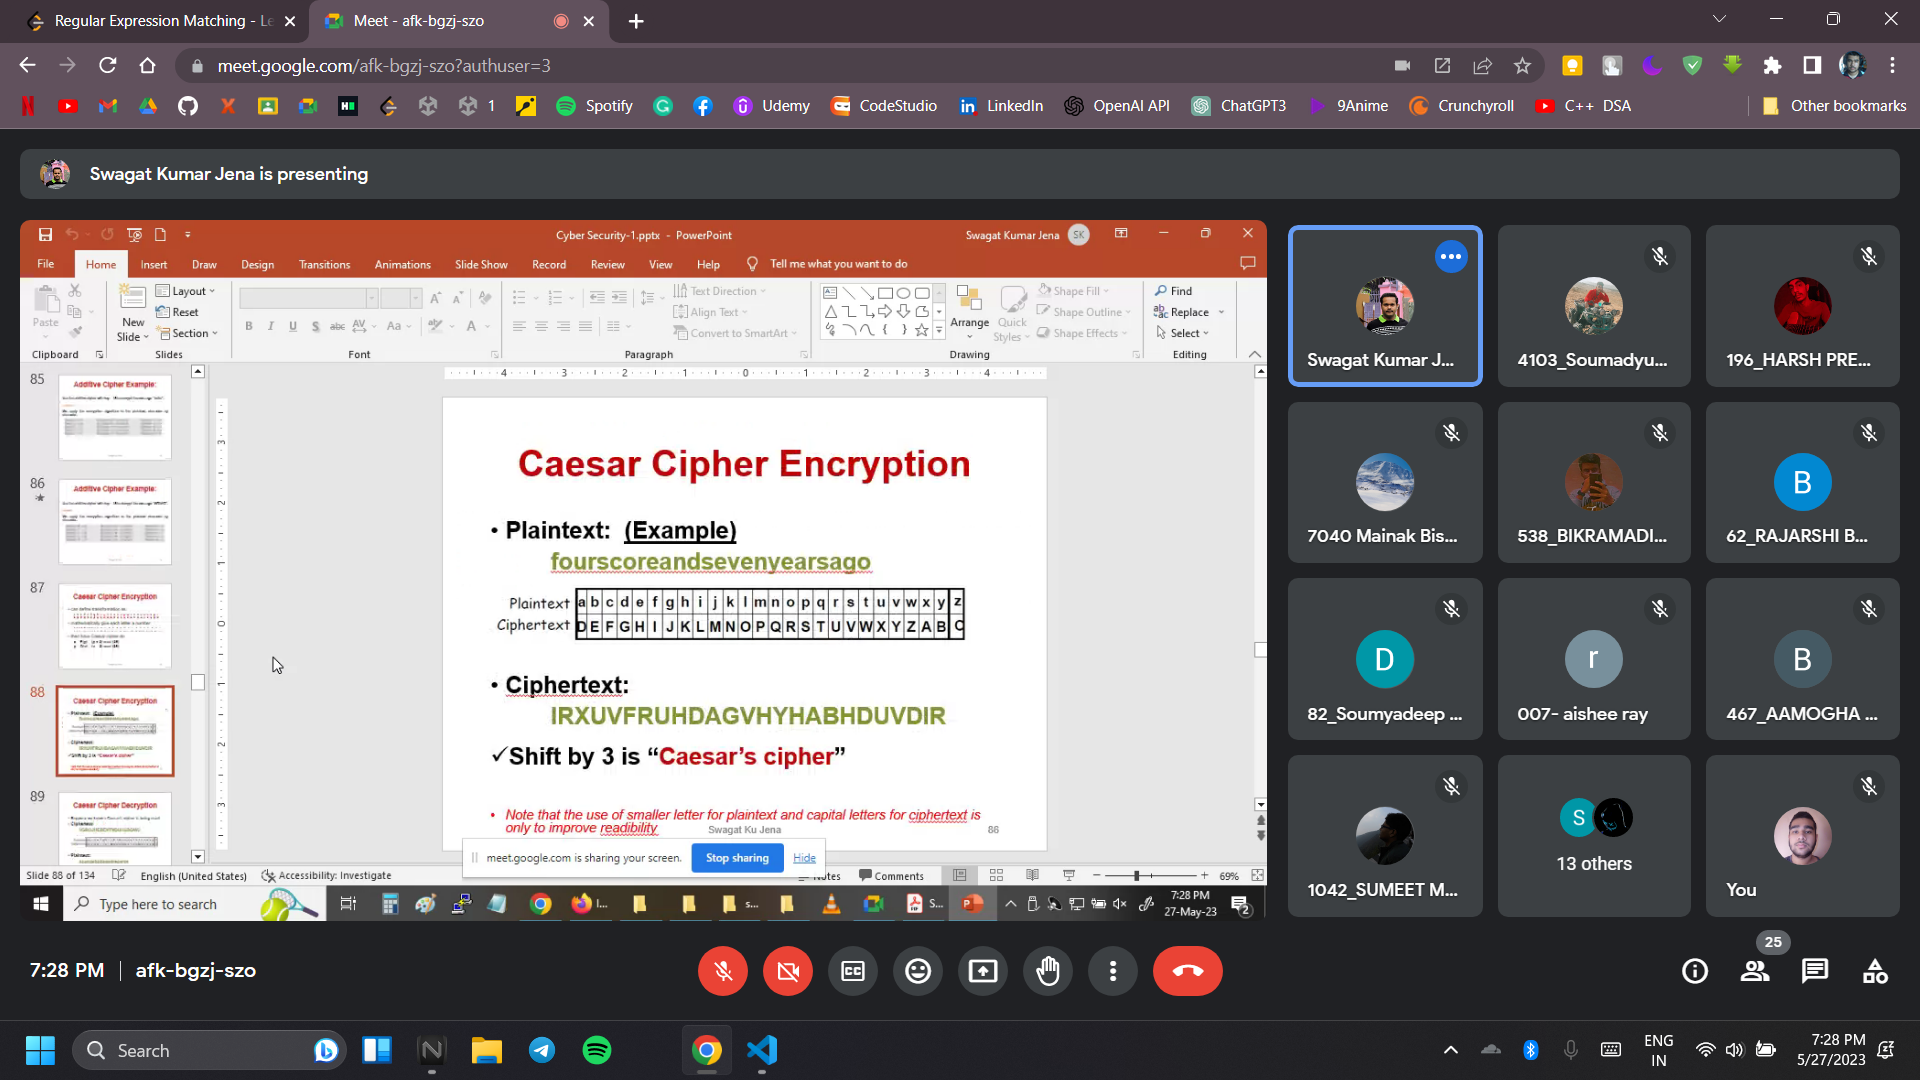 Regular Expression Matching - Le
Meet - afk-bgzj-szo
meet.google.com/afk-bgzj-szo?authuser=3
1
Spotify
Udemy
CodeStudio
LinkedIn
OpenAI API
ChatGPT3
9Anime
Crunchyroll
C++ DSA
Other bookmarks
Swagat Kumar Jena is presenting
Cyber Security-1.pptx - PowerPoint
Swagat Kumar Jena
SK
File Home Insert Draw Design Transitions Animations Slide Show Record Review View Help Tell me what you want to do
Paste
New Slide
Layout
Reset
Section
Text Direction
Align Text
Convert to SmartArt
Arrange
Quick Styles
Shape Fill
Shape Outline
Shape Effects
Find
Replace
Select
Clipboard Slides Font Paragraph Drawing Editing
85
Additive Cipher Example:
86
Additive Cipher Example:
87
Caesar Cipher Encryption
88
Caesar Cipher Encryption
89
Caesar Cipher Decryption
Caesar Cipher Encryption
• Plaintext: (Example)
fourscoreandsevenyearsago
Plaintext a b c d e f g h i j k l m n o p q r s t u v w x y z
Ciphertext D E F G H I J K L M N O P Q R S T U V W X Y Z A B C
• Ciphertext:
IRXUVFRUHDAGVHYHABHDUVDIR
✓Shift by 3 is “Caesar’s cipher”
• Note that the use of smaller letter for plaintext and capital letters for ciphertext is
only to improve readibility
Swagat Ku Jena
86
meet.google.com is sharing your screen. Stop sharing Hide
Slide 88 of 134 English (United States) Accessibility: Investigate Comments 69%
Type here to search
7:28 PM
27-May-23
2
Swagat Kumar J...
4103_Soumadyu...
196_HARSH PRE...
7040 Mainak Bis...
538_BIKRAMADI...
B
62_RAJARSHI B...
D
82_Soumyadeep ...
r
007- aishee ray
B
467_AAMOGHA ...
1042_SUMEET M...
S
13 others
You
7:28 PM | afk-bgzj-szo
25
Search
ENG
IN
7:28 PM
5/27/2023